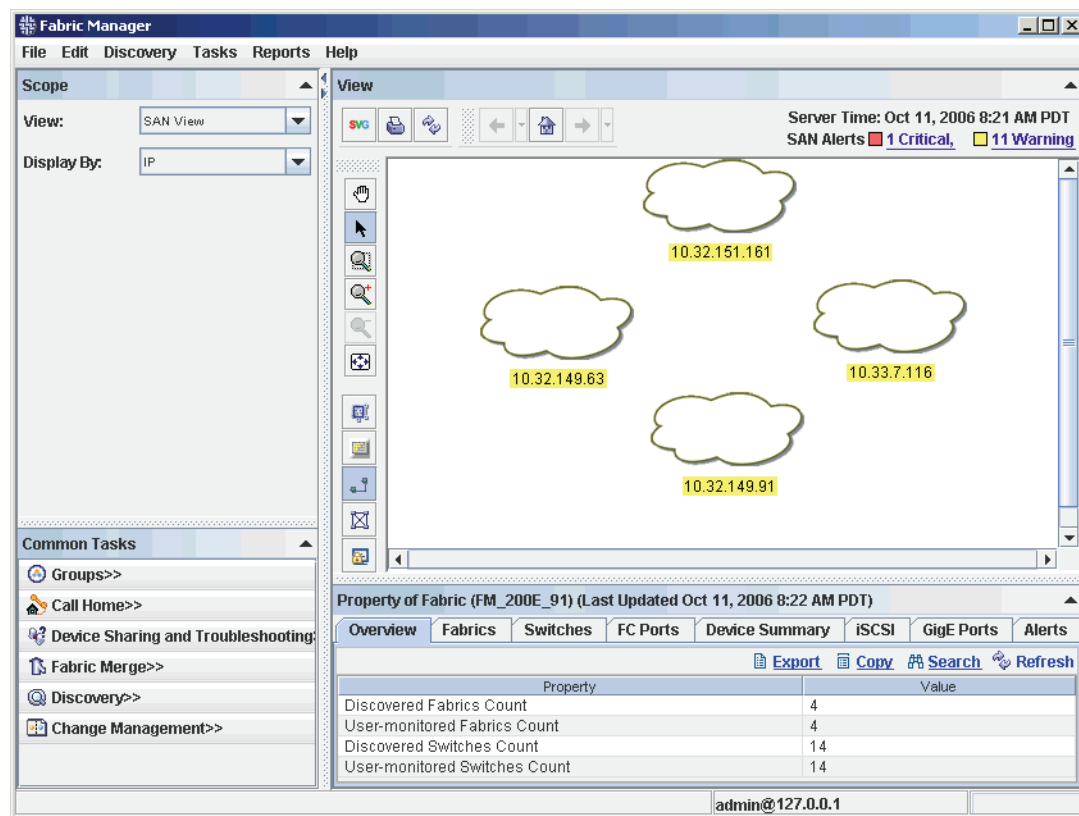 Fabric Manager
File Edit Discovery Tasks Reports Help
Scope
View: SAN View
Display By: IP
View
SVG
Server Time: Oct 11, 2006 8:21 AM PDT
SAN Alerts 1 Critical, 11 Warning
10.32.151.161
10.32.149.63
10.33.7.116
10.32.149.91
Common Tasks
Groups>>
Call Home>>
Device Sharing and Troubleshooting:
Fabric Merge>>
Discovery>>
Change Management>>
Property of Fabric (FM_200E_91) (Last Updated Oct 11, 2006 8:22 AM PDT)
Overview Fabrics Switches FC Ports Device Summary iSCSI GigE Ports Alerts
Export Copy Search Refresh
Property Value
Discovered Fabrics Count 4
User-monitored Fabrics Count 4
Discovered Switches Count 14
User-monitored Switches Count 14
admin@127.0.0.1